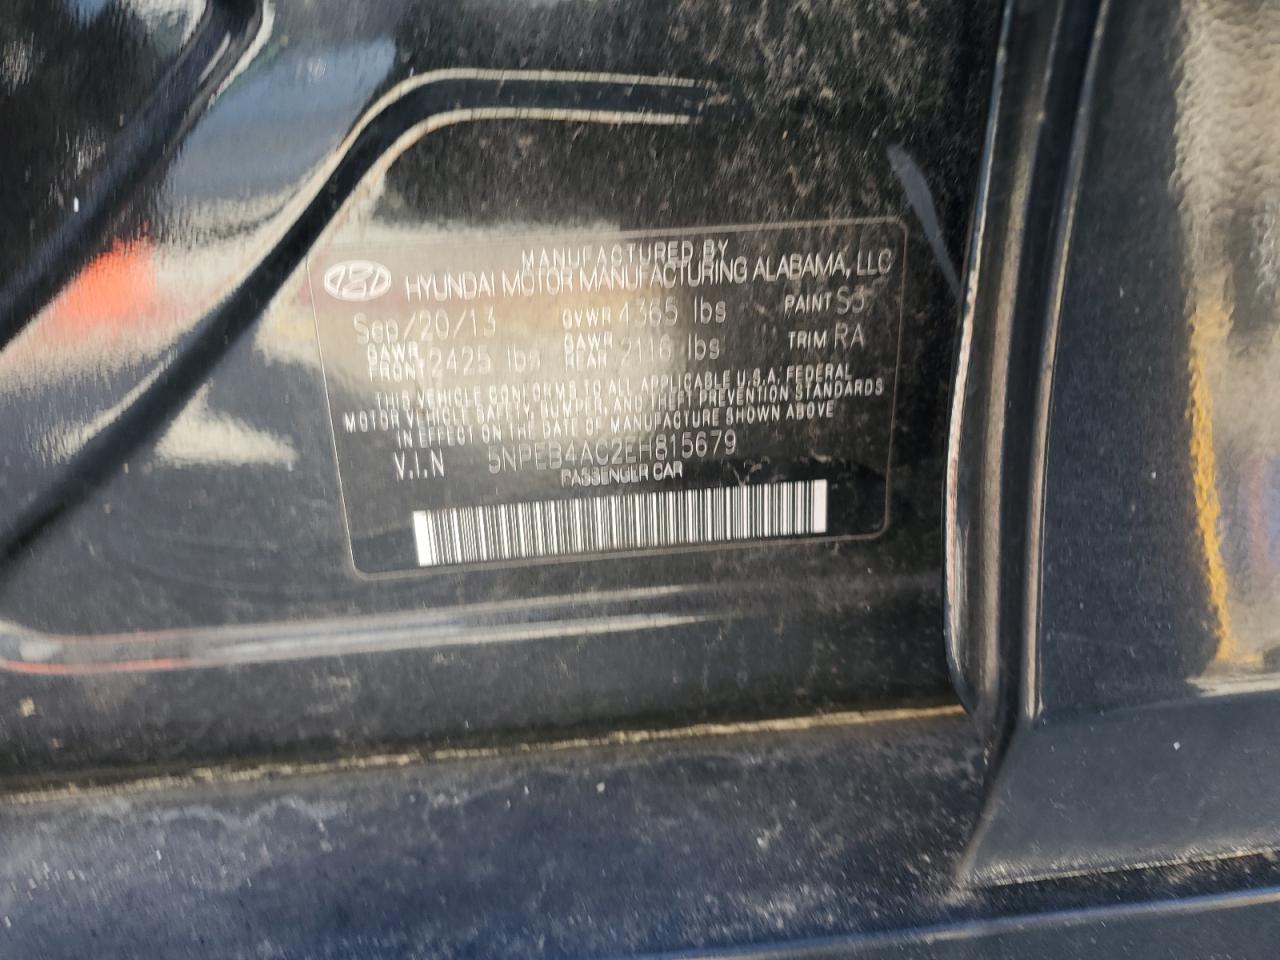 MANUFACTURED BY
HYUNDAI MOTOR MANUFACTURING ALABAMA, LLC
Sep/20/13 GVWR 4365 lbs PAINT S3
GAWR FRONT 2425 lbs GAWR REAR 2116 lbs TRIM RA
THIS VEHICLE CONFORMS TO ALL APPLICABLE U.S.A. FEDERAL
MOTOR VEHICLE SAFETY, BUMPER, AND THEFT PREVENTION STANDARDS
IN EFFECT ON THE DATE OF MANUFACTURE SHOWN ABOVE
V.I.N 5NPEB4AC2EH815679
PASSENGER CAR